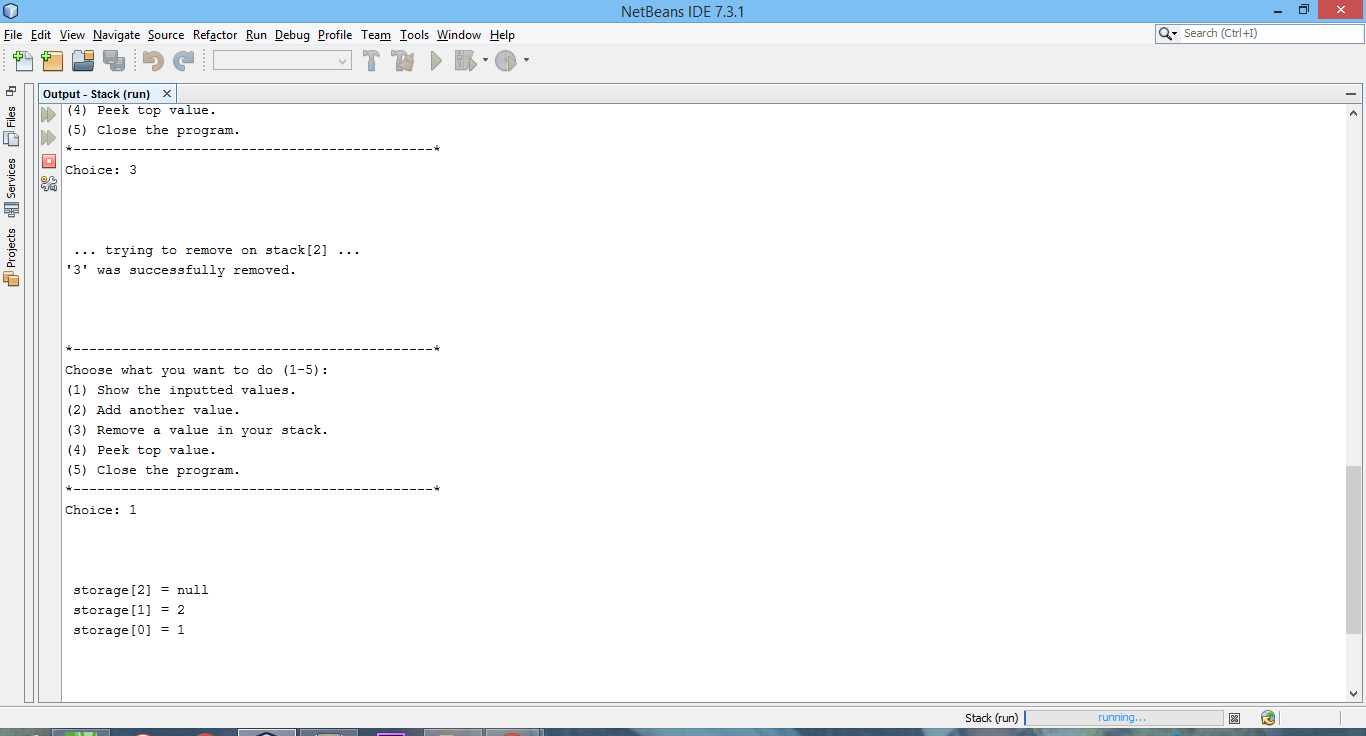 NetBeans IDE 7.3.1
File Edit View Navigate Source Refactor Run Debug Profile Team Tools Window Help
Search (Ctrl+I)
Files
Services
Projects
Output - Stack (run)
(4) Peek top value.
(5) Close the program.
*---------------------------------------------*
Choice: 3
... trying to remove on stack[2] ...
'3' was successfully removed.
*---------------------------------------------*
Choose what you want to do (1-5):
(1) Show the inputted values.
(2) Add another value.
(3) Remove a value in your stack.
(4) Peek top value.
(5) Close the program.
*---------------------------------------------*
Choice: 1
storage[2] = null
storage[1] = 2
storage[0] = 1
Stack (run)
running...